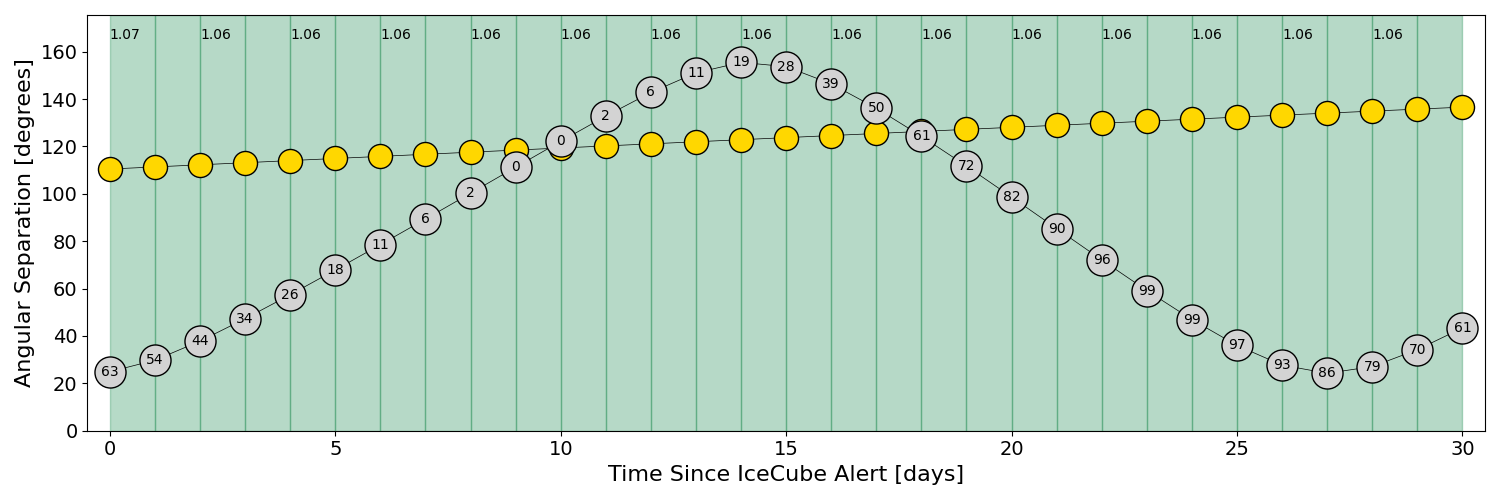 1.07 1.06 1.06 1.06 1.06 1.06 1.06 1.06 1.06 1.06 1.06 1.06 1.06 1.06 1.06
160
140
120
100
80
60
40
20
0
Angular Separation [degrees]
63 54 44 34 26 18 11 6 2 0 0 2 6 11 19 28 39 50 61 72 82 90 96 99 99 97 93 86 79 70 61
0 5 10 15 20 25 30
Time Since IceCube Alert [days]